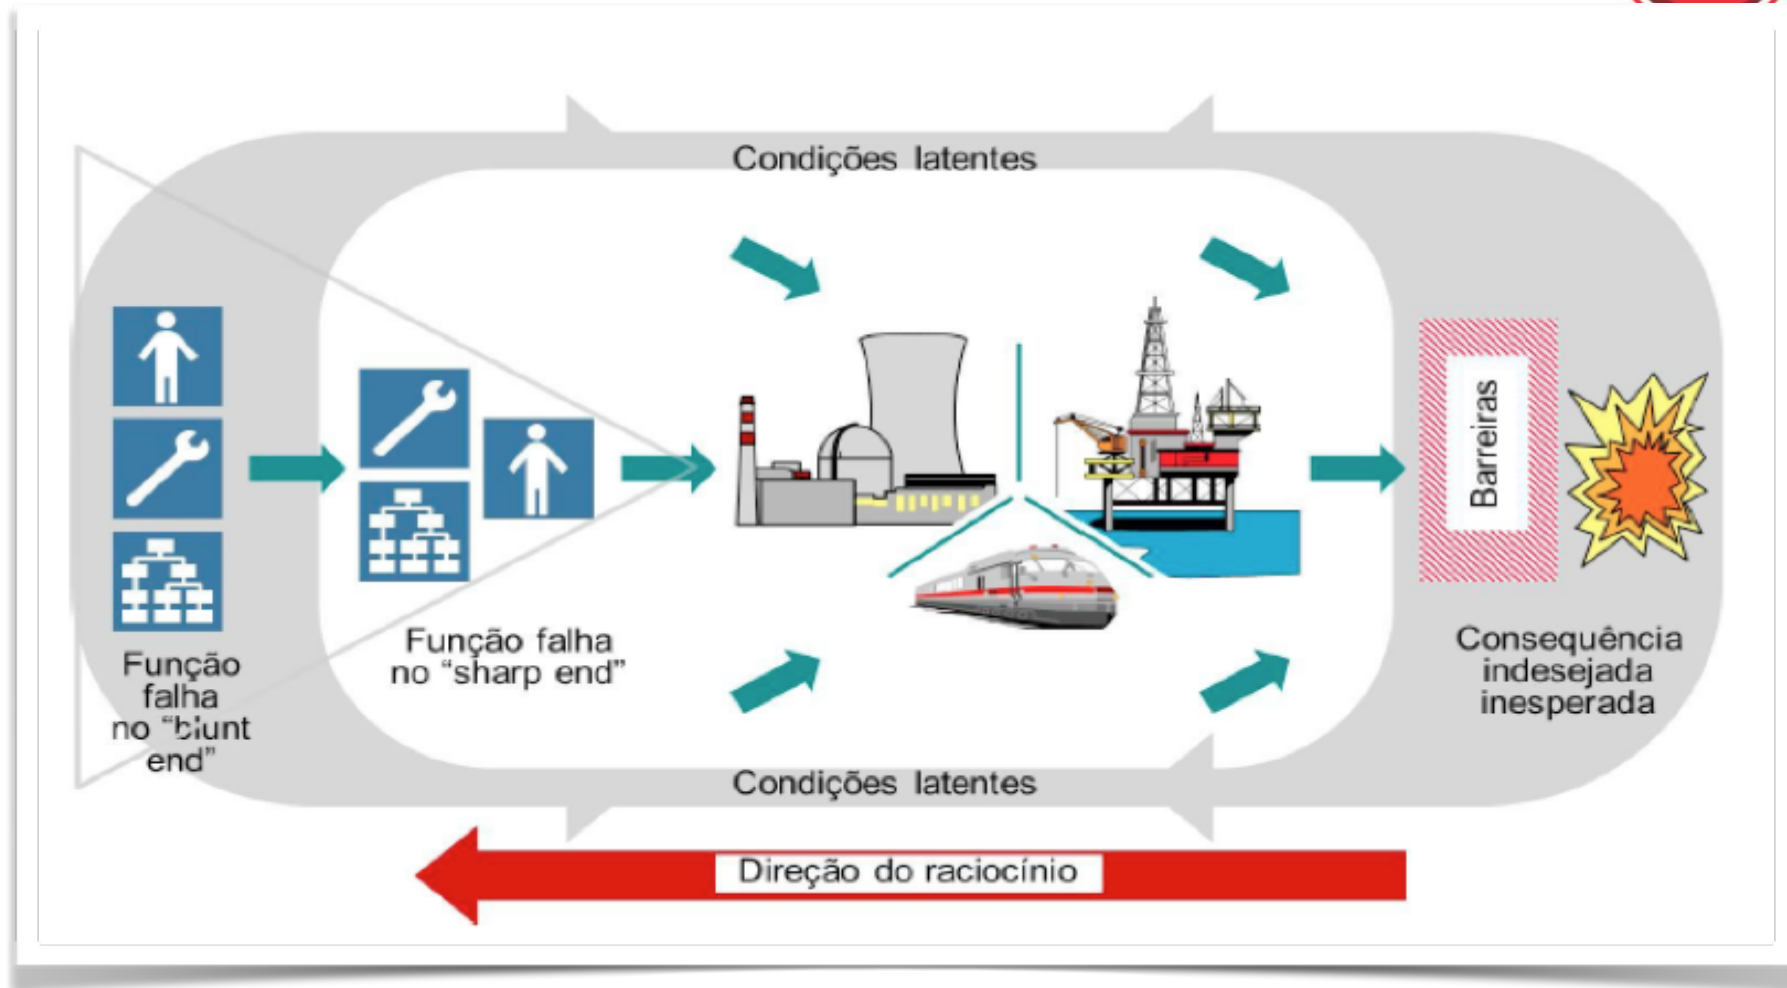 Condições latentes
Função
falha
no “blunt
end”
Função falha
no “sharp end”
Barreiras
Consequência
indesejada
inesperada
Condições latentes
Direção do raciocínio